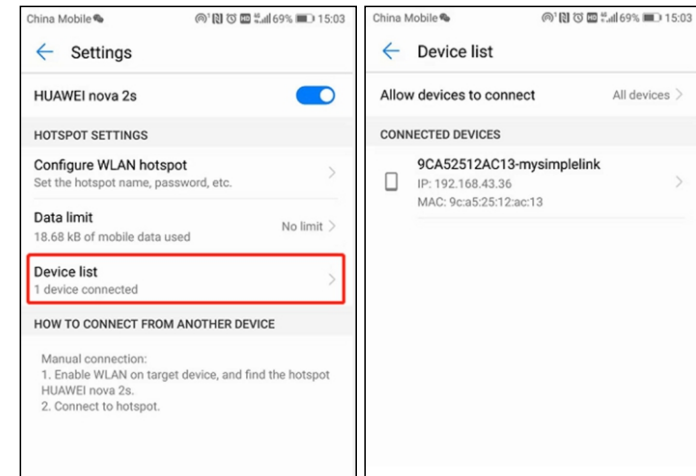 China Mobile 69% 15:03
Settings
HUAWEI nova 2s
HOTSPOT SETTINGS
Configure WLAN hotspot
Set the hotspot name, password, etc.
Data limit
18.68 kB of mobile data used
No limit
Device list
1 device connected
HOW TO CONNECT FROM ANOTHER DEVICE
Manual connection:
1. Enable WLAN on target device, and find the hotspot
HUAWEI nova 2s.
2. Connect to hotspot.
China Mobile 69% 15:03
Device list
Allow devices to connect All devices
CONNECTED DEVICES
9CA52512AC13-mysimplelink
IP: 192.168.43.36
MAC: 9c:a5:25:12:ac:13